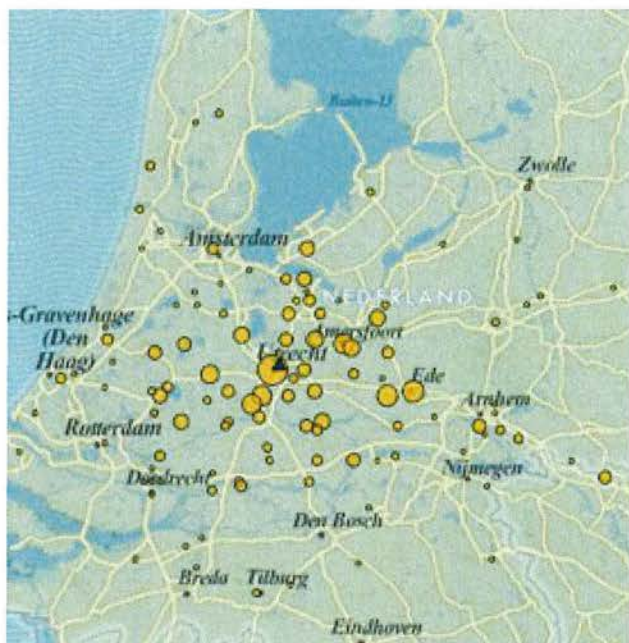 Zwolle
Amsterdam
NEDERLAND
s-Gravenhage
(Den
Haag)
Amersfoort
Utrecht
Ede
Arnhem
Rotterdam
Nijmegen
Dordrecht
Den Bosch
Breda
Tilburg
Eindhoven